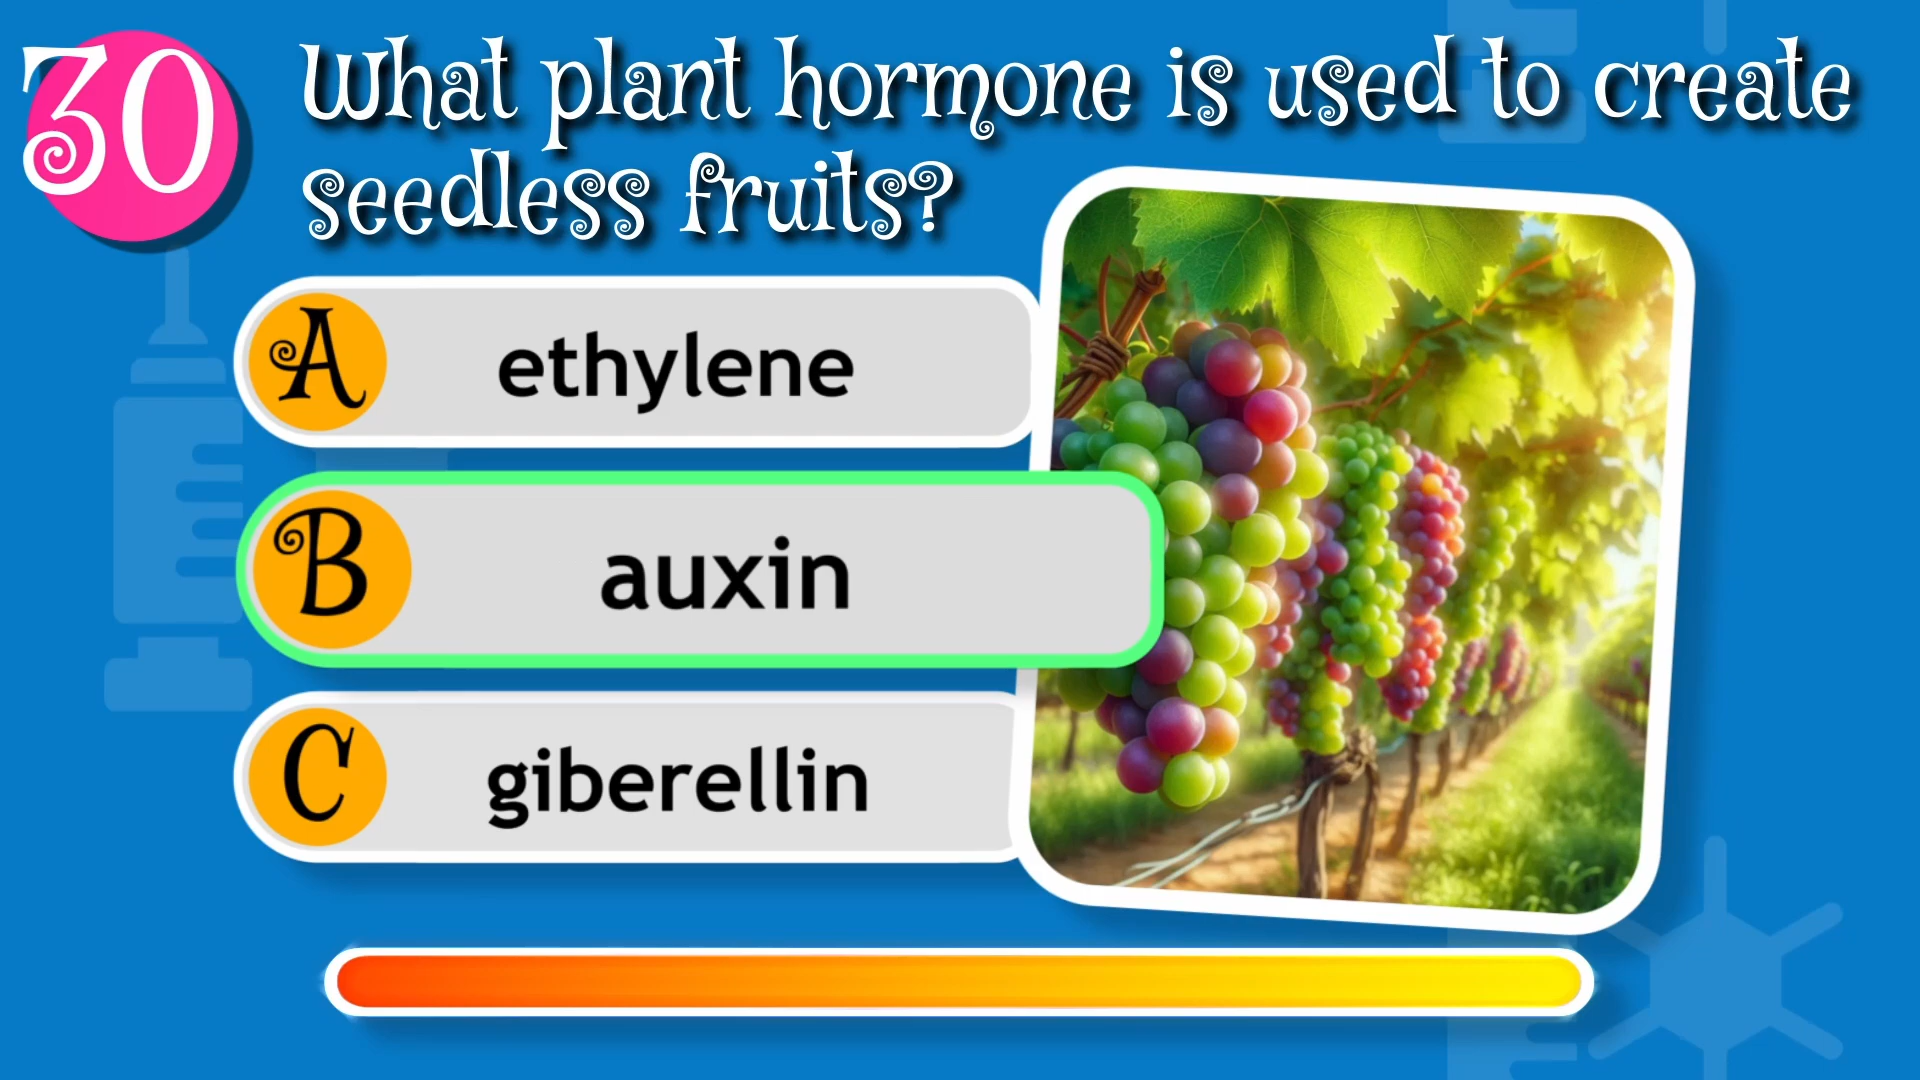 30
What plant hormone is used to create
seedless fruits?
A ethylene
B auxin
C giberellin